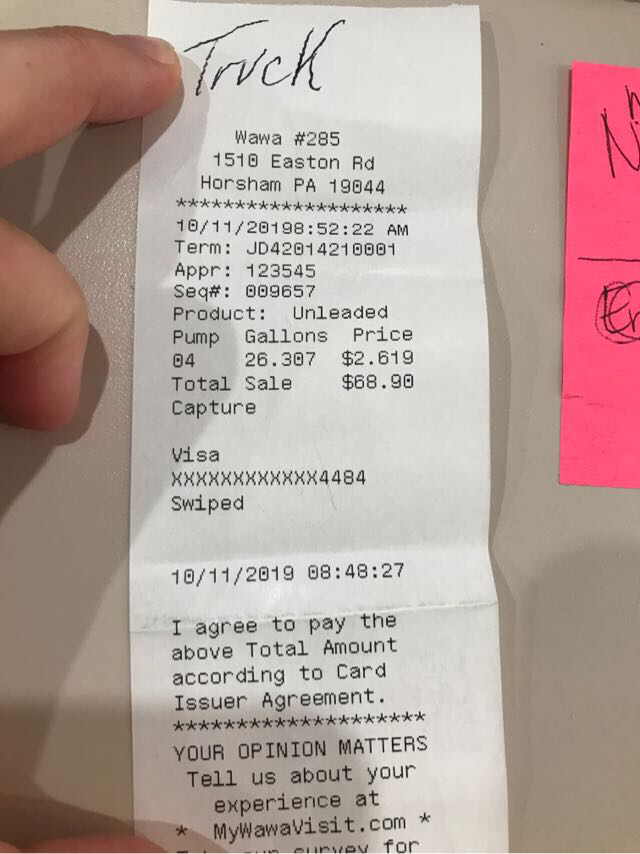 Truck
Wawa #285
1510 Easton Rd
Horsham PA 19044
********************
10/11/20198:52:22 AM
Term: JD42014210001
Appr: 123545
Seq#: 009657
Product: Unleaded
Pump Gallons Price
04 26.307 $2.619
Total Sale $68.90
Capture
Visa
XXXXXXXXXXXX4484
Swiped
10/11/2019 08:48:27
I agree to pay the
above Total Amount
according to Card
Issuer Agreement.
*********************
YOUR OPINION MATTERS
Tell us about your
experience at
* MyWawaVisit.com *
survey for